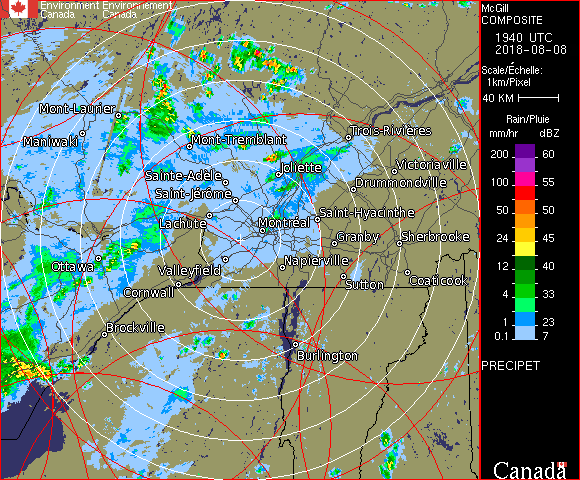 Environment Environnement
Canada Canada
McGill
COMPOSITE
1940 UTC
2018-08-08
Scale/Échelle:
1km/Pixel
40 KM
Rain/Pluie
mm/hr dBZ
200 60
100 55
50 50
24 45
12 40
4 33
1 23
0.1 7
PRECIPET
Canada
Mont-Laurier
Maniwaki
Mont-Tremblant
Trois-Rivières
Sainte-Adèle
Joliette
Victoriaville
Saint-Jérôme
Drummondville
Lachute
Montréal
Saint-Hyacinthe
Granby
Sherbrooke
Ottawa
Valleyfield
Napierville
Cornwall
Sutton
Coaticook
Brockville
Burlington